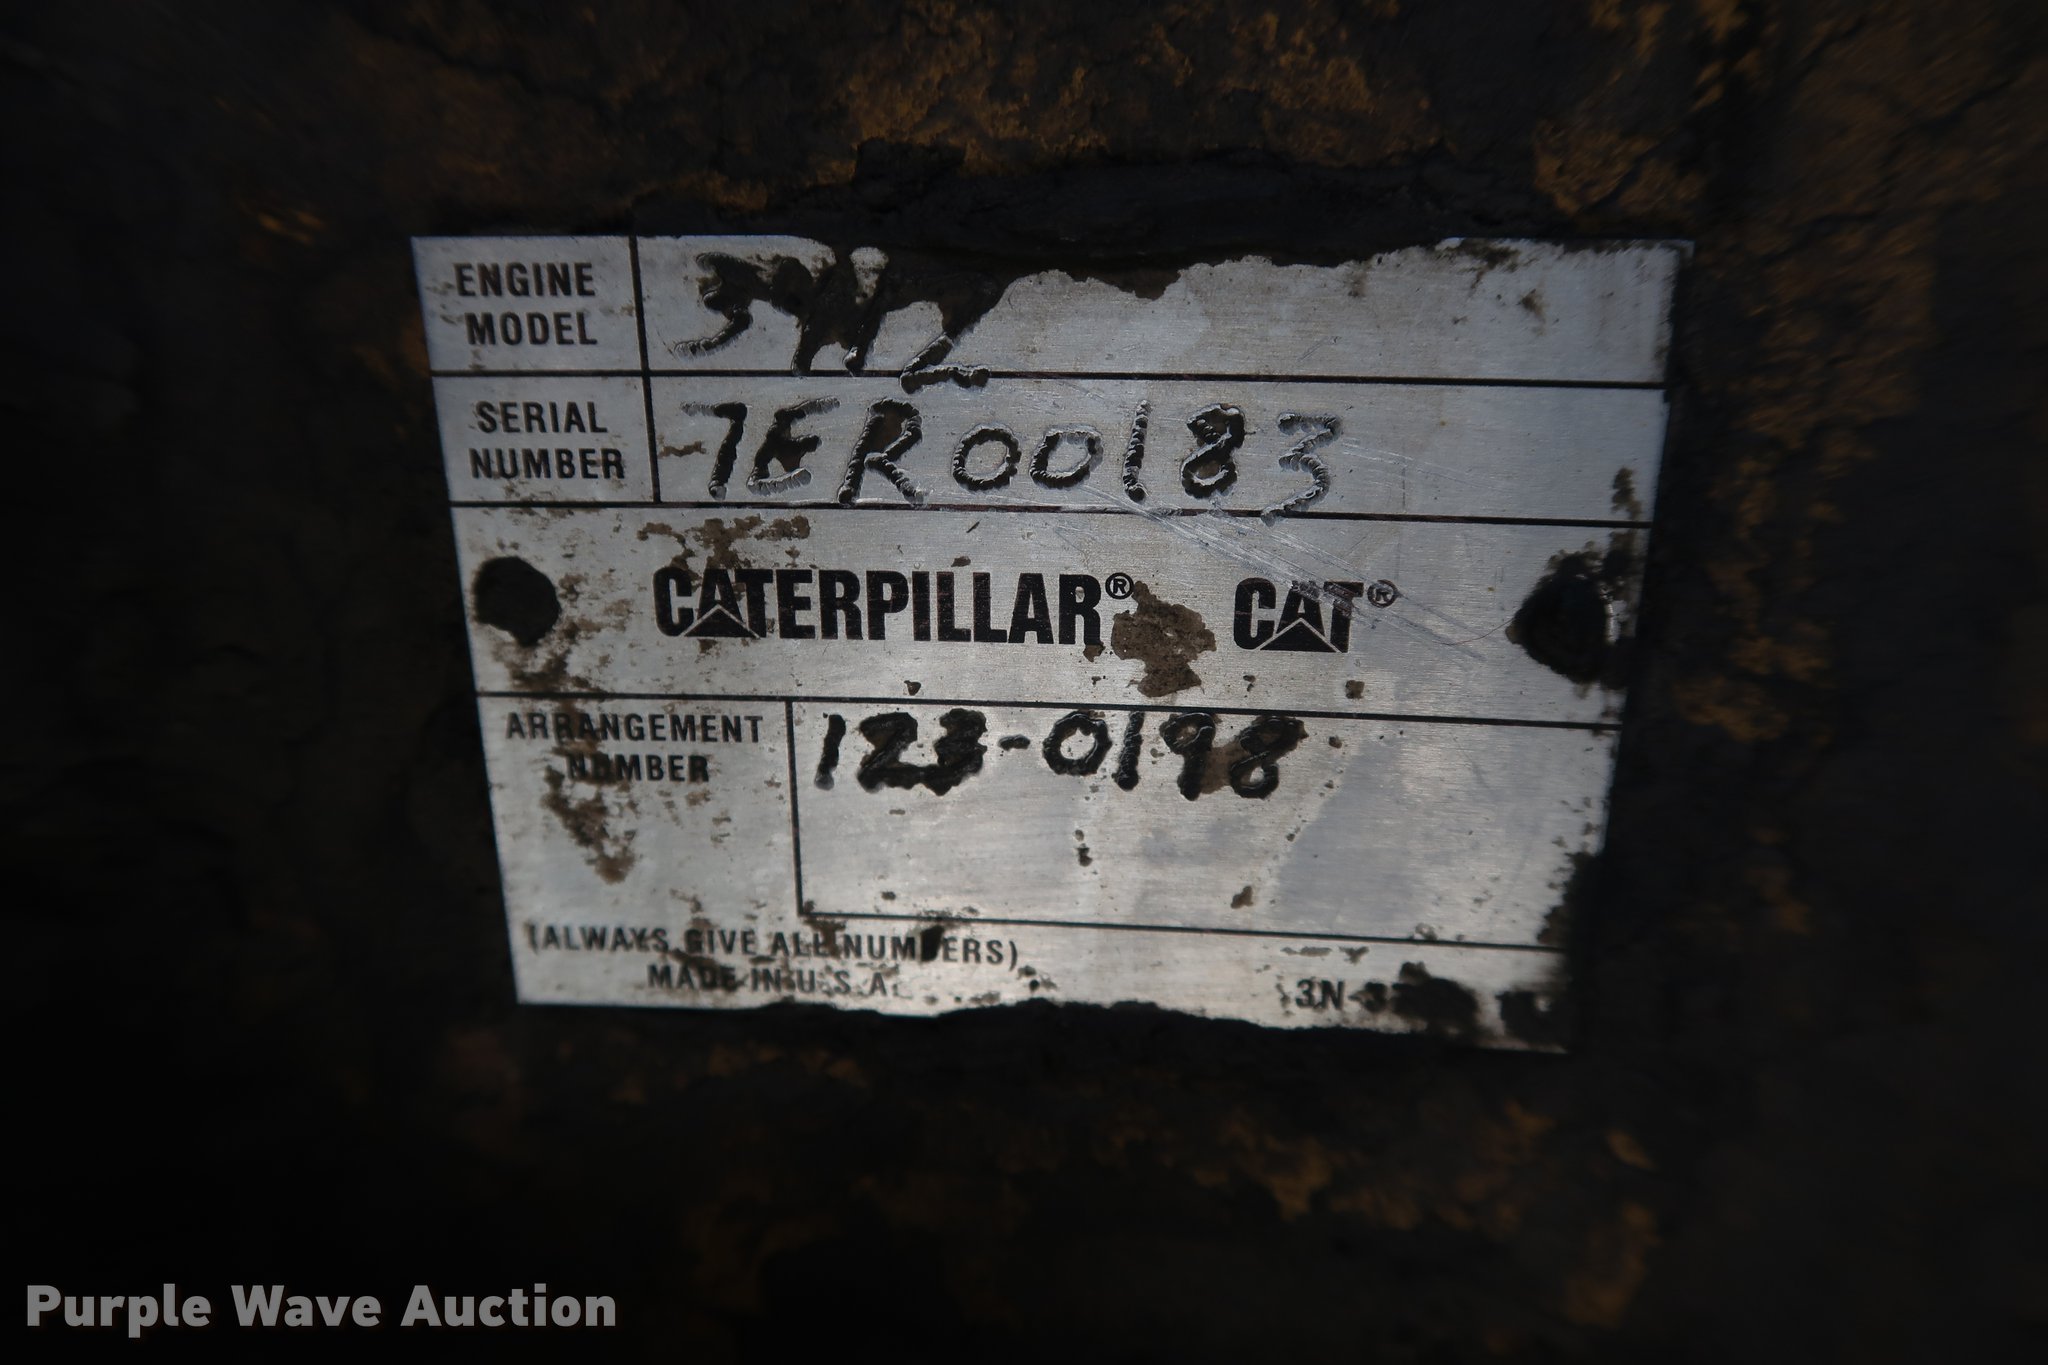 ENGINE MODEL 3412
SERIAL NUMBER 7ER00183
CATERPILLAR® CAT®
ARRANGEMENT NUMBER 123-0198
(ALWAYS GIVE ALL NUMBERS)
MADE IN U.S.A.
Purple Wave Auction